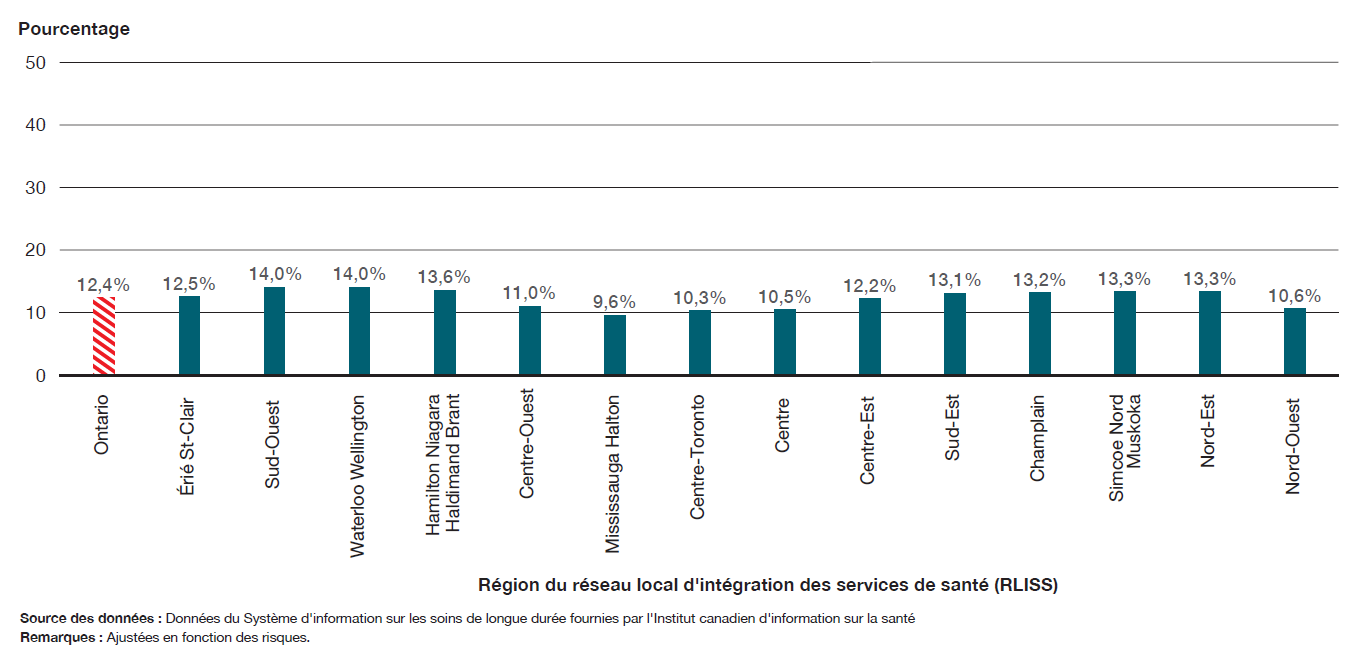 Pourcentage
50
40
30
20
10
0
12,4%
12,5%
14,0%
14,0%
13,6%
11,0%
9,6%
10,3%
10,5%
12,2%
13,1%
13,2%
13,3%
13,3%
10,6%
Ontario
Érié St-Clair
Sud-Ouest
Waterloo Wellington
Hamilton Niagara
Haldimand Brant
Centre-Ouest
Mississauga Halton
Centre-Toronto
Centre
Centre-Est
Sud-Est
Champlain
Simcoe Nord
Muskoka
Nord-Est
Nord-Ouest
Région du réseau local d'intégration des services de santé (RLISS)
Source des données : Données du Système d'information sur les soins de longue durée fournies par l'Institut canadien d'information sur la santé
Remarques : Ajustées en fonction des risques.